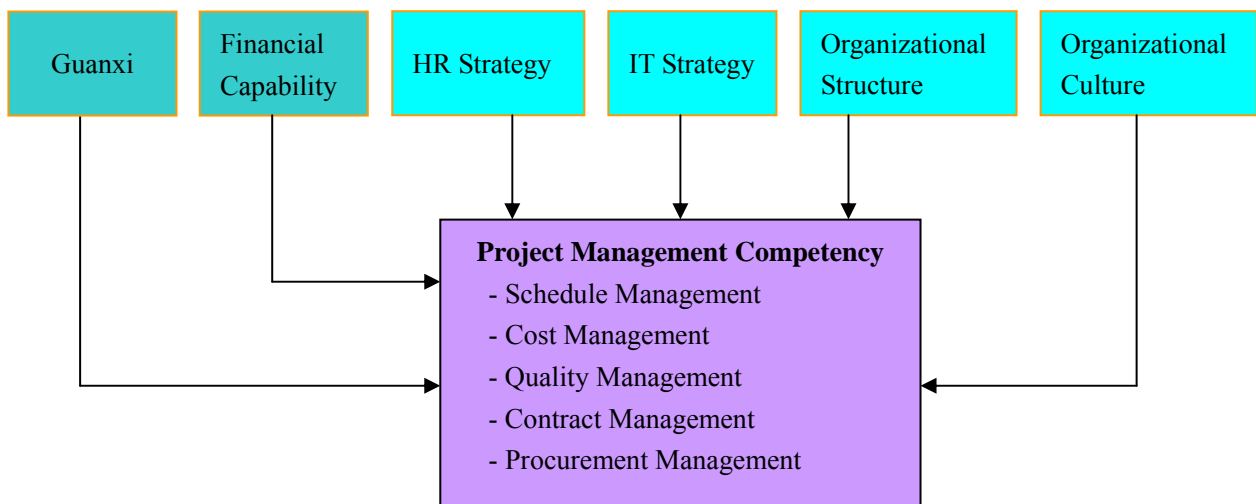 Guanxi
Financial
Capability
HR Strategy
IT Strategy
Organizational
Structure
Organizational
Culture
Project Management Competency
- Schedule Management
- Cost Management
- Quality Management
- Contract Management
- Procurement Management